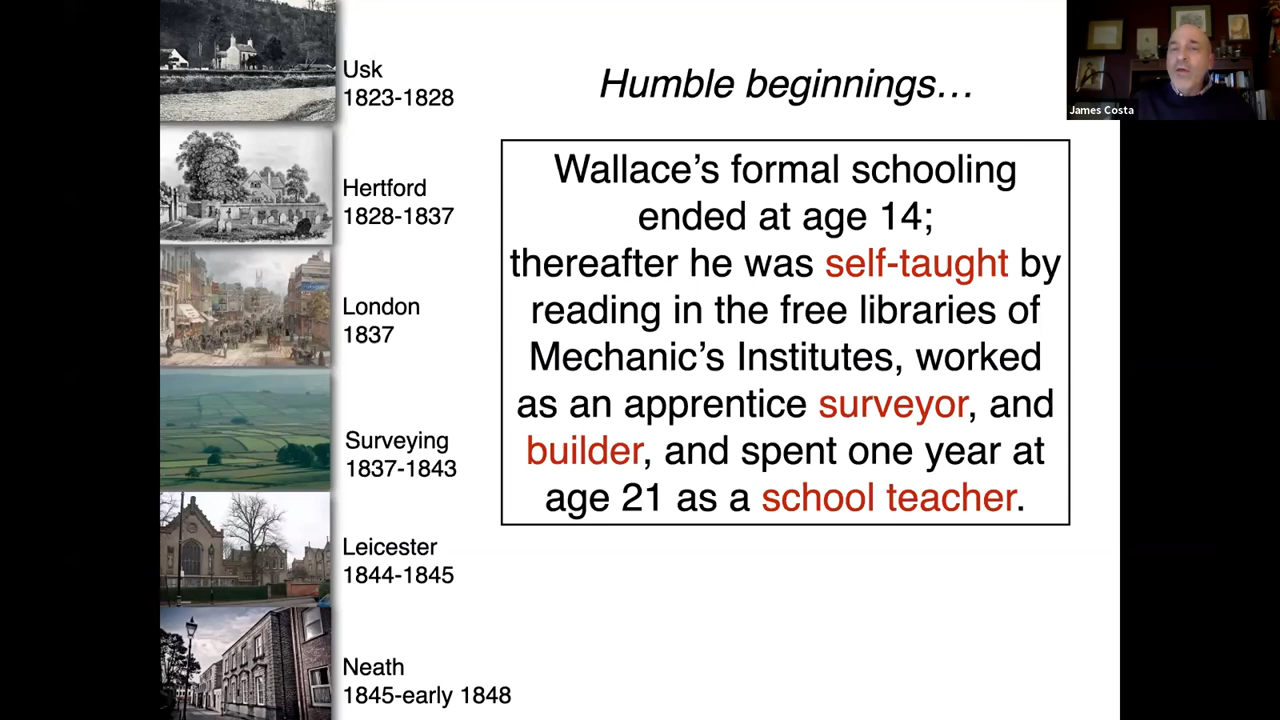 Usk
1823-1828
Hertford
1828-1837
London
1837
Surveying
1837-1843
Leicester
1844-1845
Neath
1845-early 1848
Humble beginnings…
Wallace’s formal schooling
ended at age 14;
thereafter he was self-taught by
reading in the free libraries of
Mechanic’s Institutes, worked
as an apprentice surveyor, and
builder, and spent one year at
age 21 as a school teacher.
James Costa